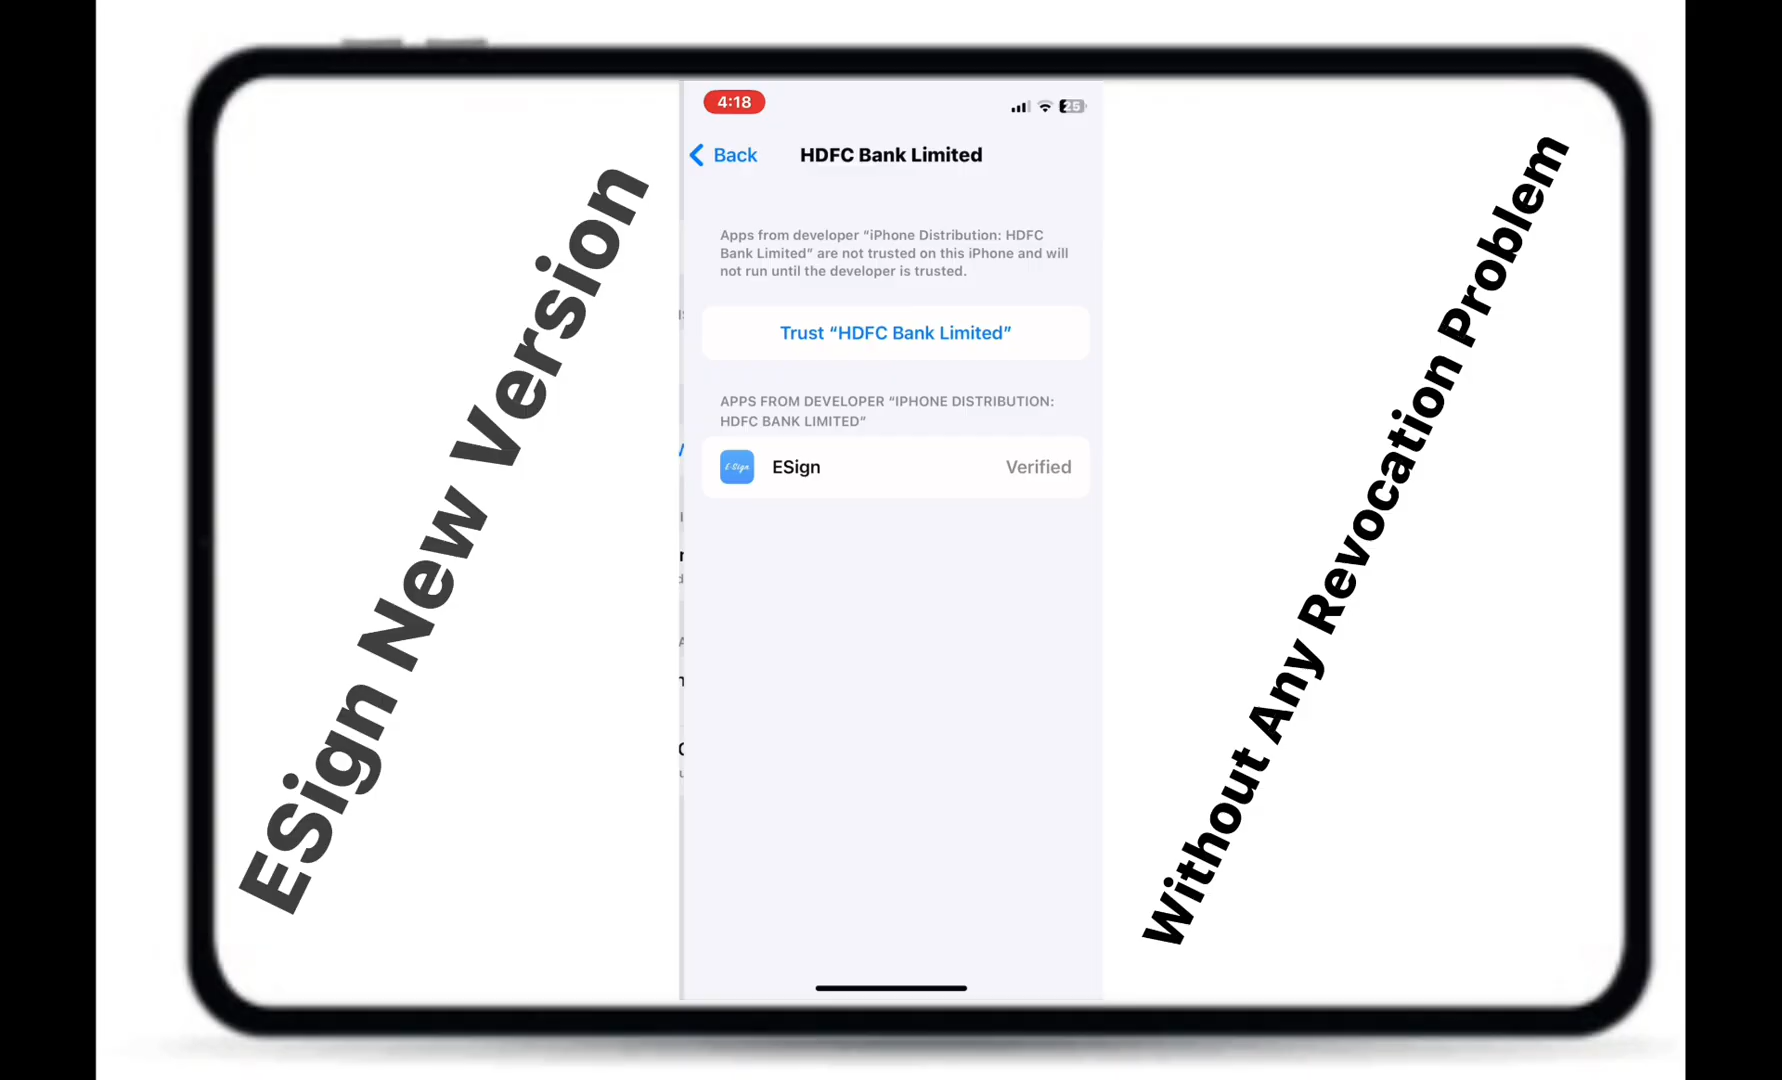 ESign New Version
4:18
25
Back
HDFC Bank Limited
Apps from developer “iPhone Distribution: HDFC
Bank Limited” are not trusted on this iPhone and will
not run until the developer is trusted.
Trust “HDFC Bank Limited”
APPS FROM DEVELOPER “IPHONE DISTRIBUTION:
HDFC BANK LIMITED”
E-Sign
ESign
Verified
Without Any Revocation Problem